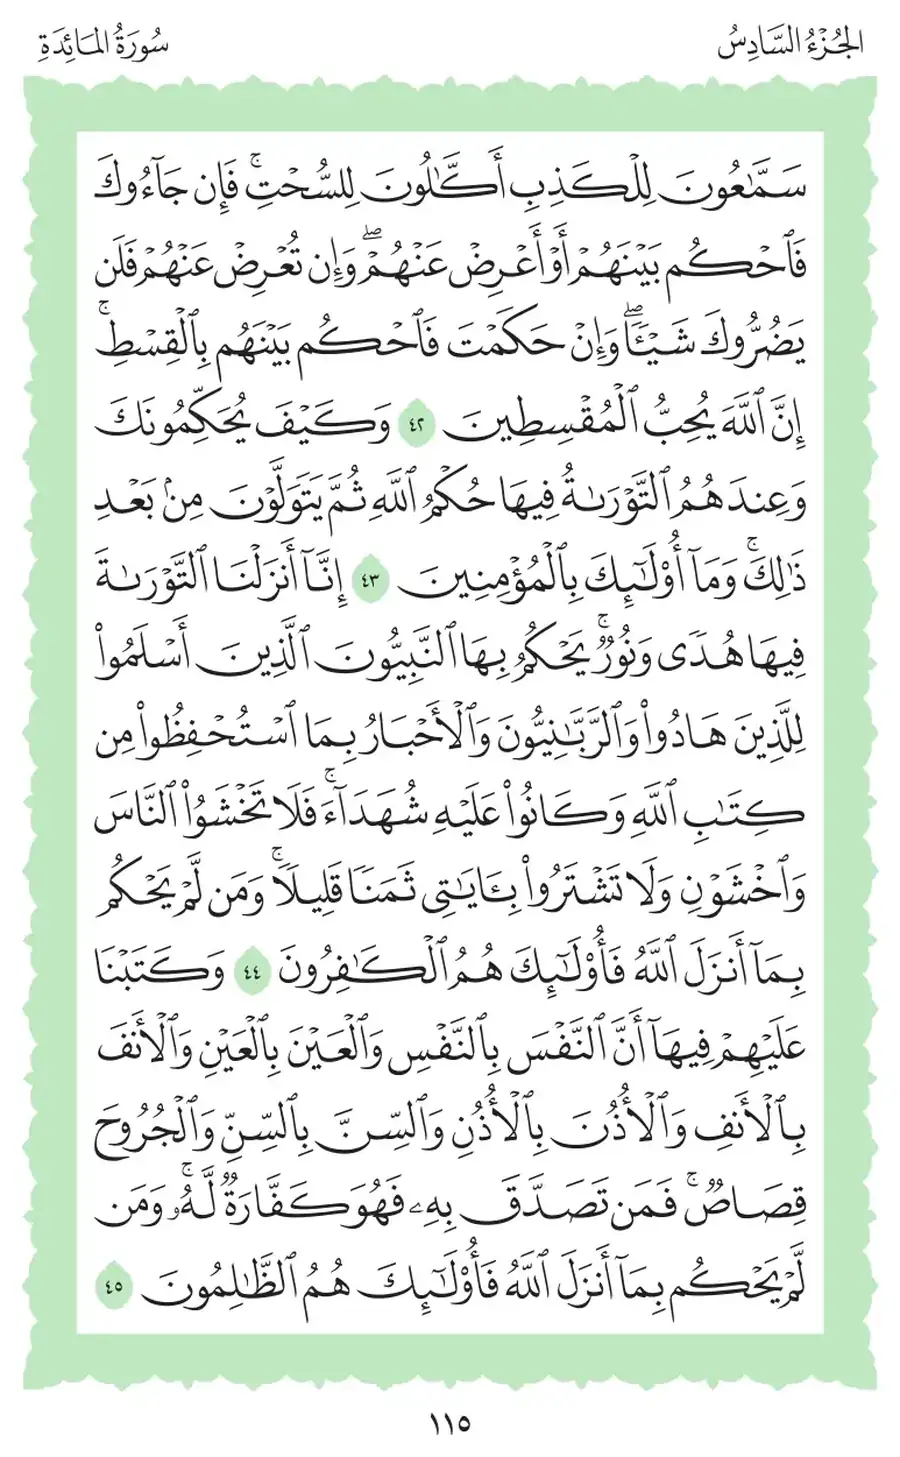 الجُزْءُ السَّادِسُ
سُورَةُ المَائِدَةِ
سَمَّٰعُونَ لِلْكَذِبِ أَكَّٰلُونَ لِلسُّحْتِۚ فَإِن جَآءُوكَ
فَٱحْكُم بَيْنَهُمْ أَوْ أَعْرِضْ عَنْهُمْۖ وَإِن تُعْرِضْ عَنْهُمْ فَلَن
يَضُرُّوكَ شَيْـًٔاۖ وَإِنْ حَكَمْتَ فَٱحْكُم بَيْنَهُم بِٱلْقِسْطِۚ
إِنَّ ٱللَّهَ يُحِبُّ ٱلْمُقْسِطِينَ ٤٢ وَكَيْفَ يُحَكِّمُونَكَ
وَعِندَهُمُ ٱلتَّوْرَىٰةُ فِيهَا حُكْمُ ٱللَّهِ ثُمَّ يَتَوَلَّوْنَ مِنۢ بَعْدِ
ذَٰلِكَۚ وَمَآ أُو۟لَٰٓئِكَ بِٱلْمُؤْمِنِينَ ٤٣ إِنَّآ أَنزَلْنَا ٱلتَّوْرَىٰةَ
فِيهَا هُدًى وَنُورٌۚ يَحْكُمُ بِهَا ٱلنَّبِيُّونَ ٱلَّذِينَ أَسْلَمُوا۟
لِلَّذِينَ هَادُوا۟ وَٱلرَّبَّٰنِيُّونَ وَٱلْأَحْبَارُ بِمَا ٱسْتُحْفِظُوا۟ مِن
كِتَٰبِ ٱللَّهِ وَكَانُوا۟ عَلَيْهِ شُهَدَآءَۚ فَلَا تَخْشَوُا۟ ٱلنَّاسَ
وَٱخْشَوْنِ وَلَا تَشْتَرُوا۟ بِـَٔايَٰتِى ثَمَنًا قَلِيلًاۚ وَمَن لَّمْ يَحْكُم
بِمَآ أَنزَلَ ٱللَّهُ فَأُو۟لَٰٓئِكَ هُمُ ٱلْكَٰفِرُونَ ٤٤ وَكَتَبْنَا
عَلَيْهِمْ فِيهَآ أَنَّ ٱلنَّفْسَ بِٱلنَّفْسِ وَٱلْعَيْنَ بِٱلْعَيْنِ وَٱلْأَنفَ
بِٱلْأَنفِ وَٱلْأُذُنَ بِٱلْأُذُنِ وَٱلسِّنَّ بِٱلسِّنِّ وَٱلْجُرُوحَ
قِصَاصٌۚ فَمَن تَصَدَّقَ بِهِۦ فَهُوَ كَفَّارَةٌ لَّهُۥۚ وَمَن
لَّمْ يَحْكُم بِمَآ أَنزَلَ ٱللَّهُ فَأُو۟لَٰٓئِكَ هُمُ ٱلظَّٰلِمُونَ ٤٥
١١٥